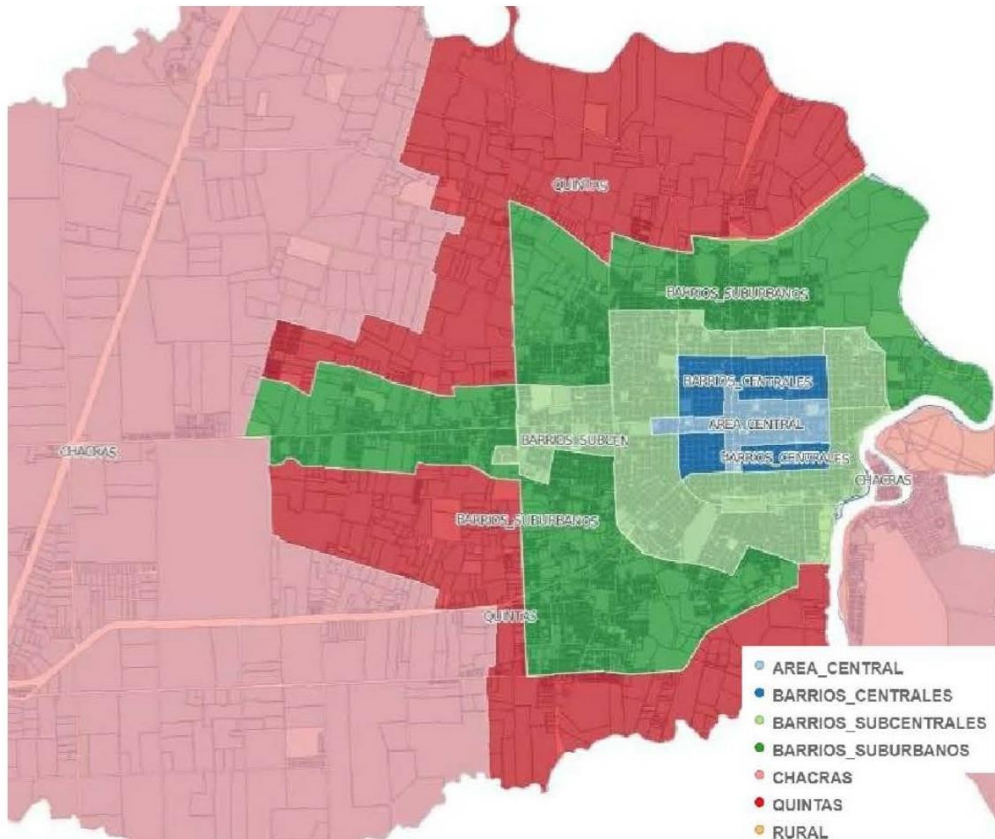 QUINTAS
BARRIOS_SUBURBANOS
BARRIOS_CENTRALES
AREA_CENTRAL
BARRIOS_SUBCEN
CHACRAS
BARRIOS_CENTRALES
CHACRAS
BARRIOS_SUBURBANOS
QUINTAS
AREA_CENTRAL
BARRIOS_CENTRALES
BARRIOS_SUBCENTRALES
BARRIOS_SUBURBANOS
CHACRAS
QUINTAS
RURAL